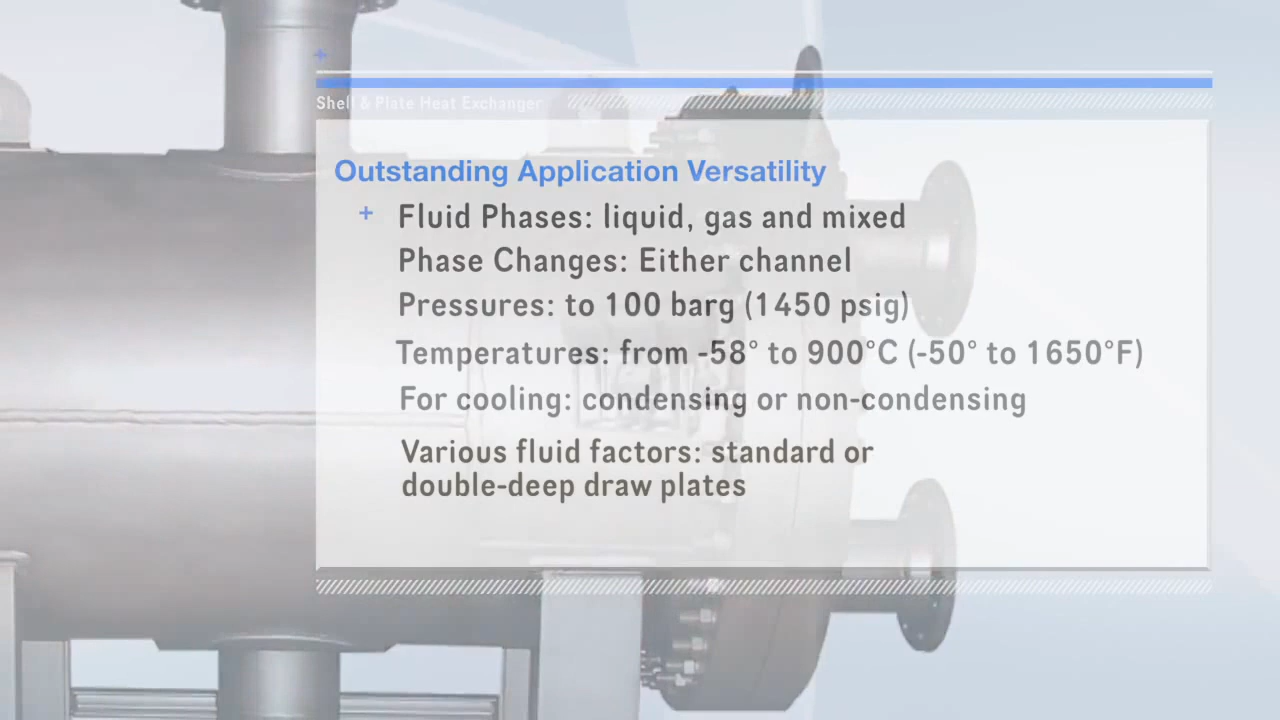 Shell & Plate Heat Exchanger
Outstanding Application Versatility
+ Fluid Phases: liquid, gas and mixed
Phase Changes: Either channel
Pressures: to 100 barg (1450 psig)
Temperatures: from -58° to 900°C (-50° to 1650°F)
For cooling: condensing or non-condensing
Various fluid factors: standard or
double-deep draw plates